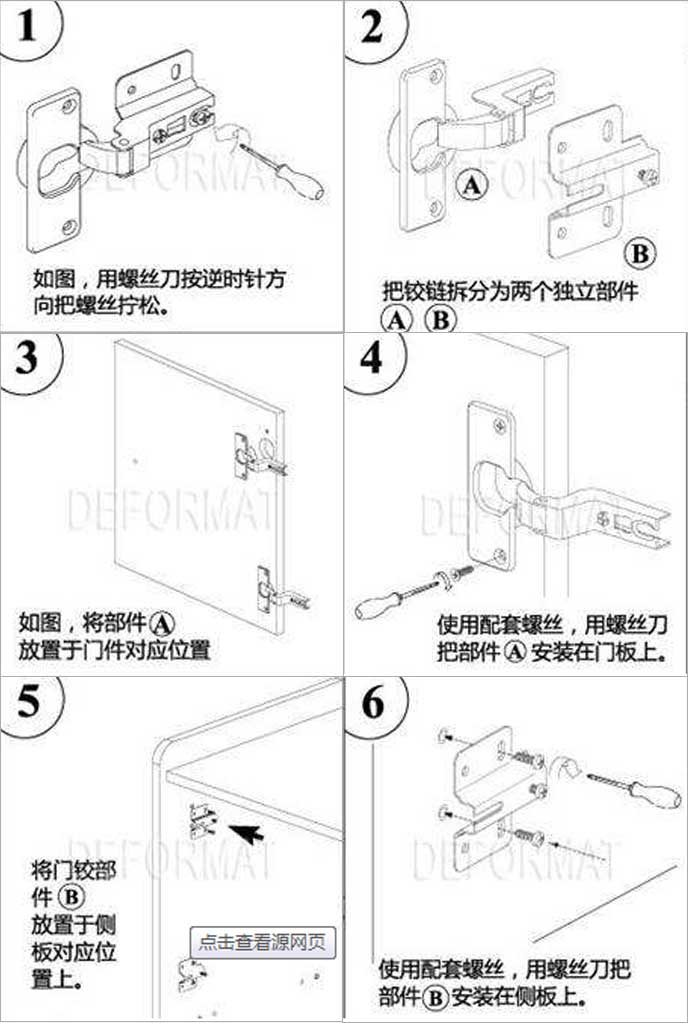 1
DEFORMAT
如图，用螺丝刀按逆时针方
向把螺丝拧松。
2
DEFORMAT
A
B
把铰链拆分为两个独立部件
A B
3
DEFORMAT
如图，将部件A
放置于门件对应位置
4
DEFORMAT
使用配套螺丝，用螺丝刀
把部件A安装在门板上。
5
DEFORMAT
将门铰部
件B
放置于侧
板对应位
置上。
点击查看源网页
6
DEFORMAT
使用配套螺丝，用螺丝刀把
部件B安装在侧板上。